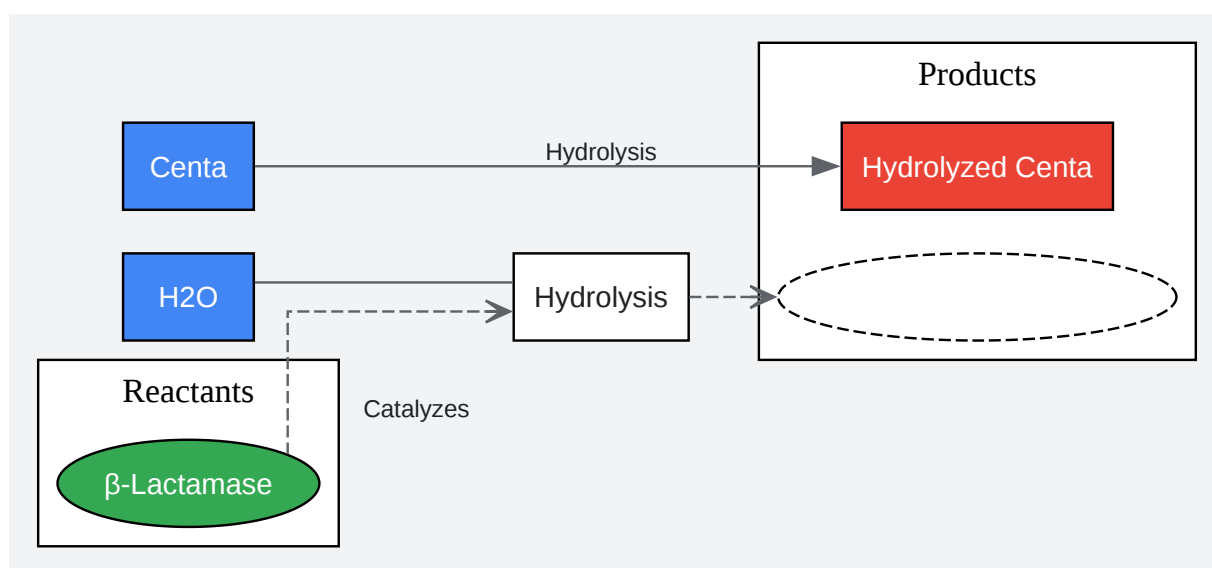 Products
Centa
Hydrolysis
Hydrolyzed Centa
H2O
Hydrolysis
Reactants
Catalyzes
β-Lactamase